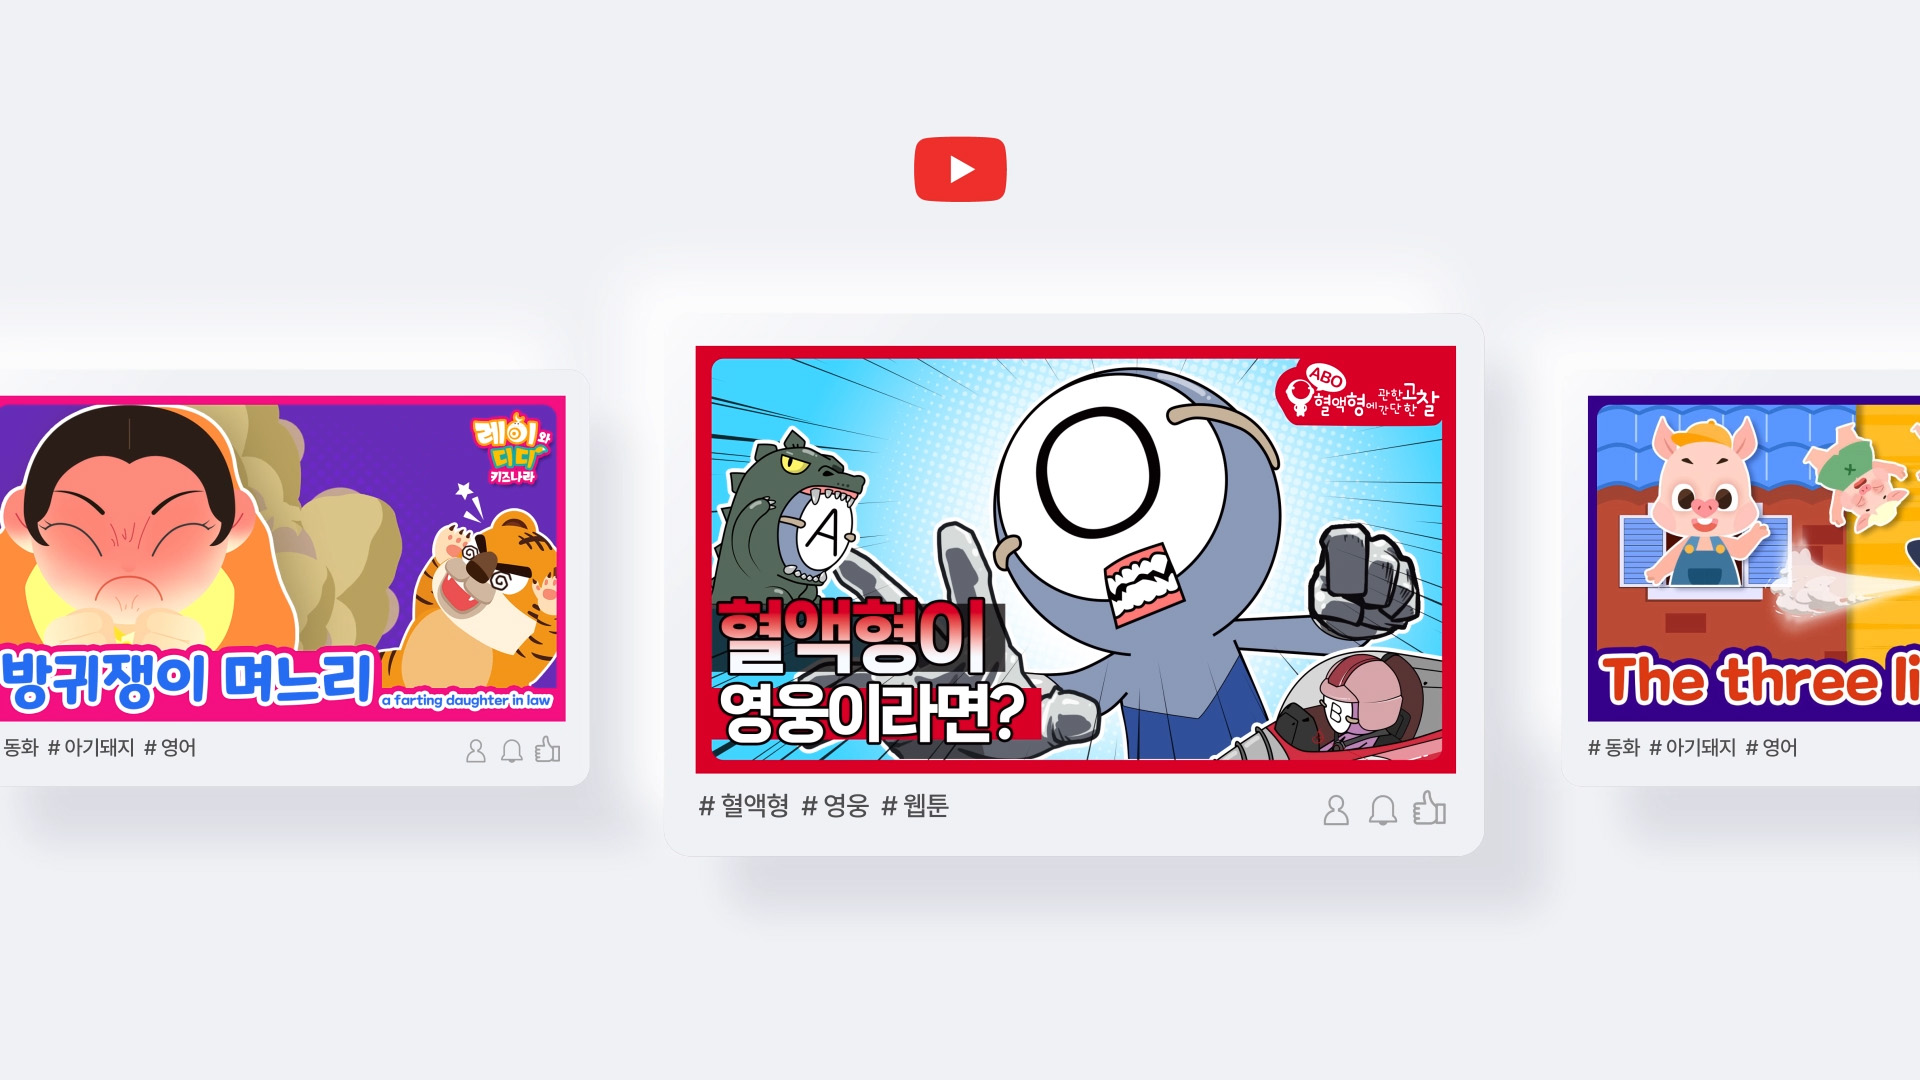 레이와
디디
키즈나라
방귀쟁이 며느리
a farting daughter in law
동화 # 아기돼지 # 영어
ABO
혈액형에 관한 간단한 고찰
O
A
B
혈액형이
영웅이라면?
# 혈액형 # 영웅 # 웹툰
The three li
# 동화 # 아기돼지 # 영어